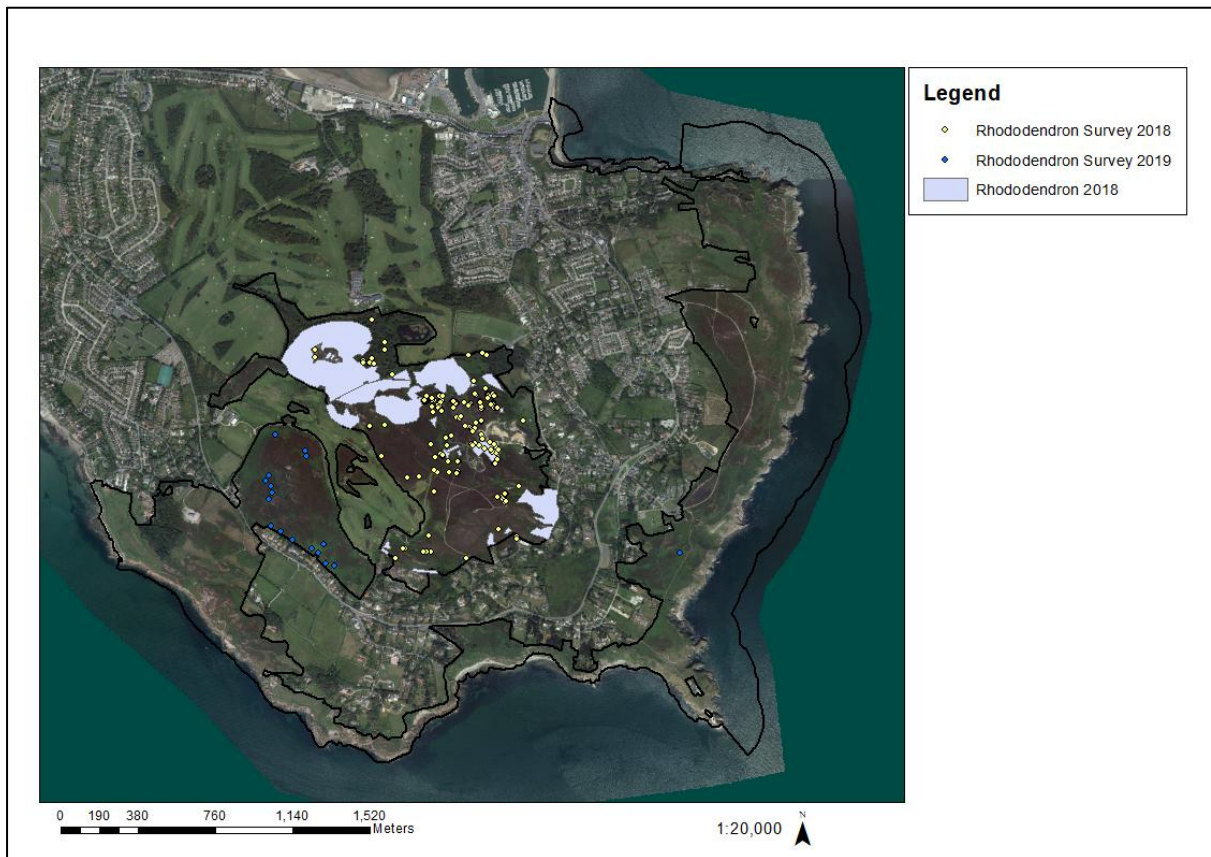 Legend
Rhododendron Survey 2018
Rhododendron Survey 2019
Rhododendron 2018
0 190 380 760 1,140 1,520
Meters
1:20,000
N